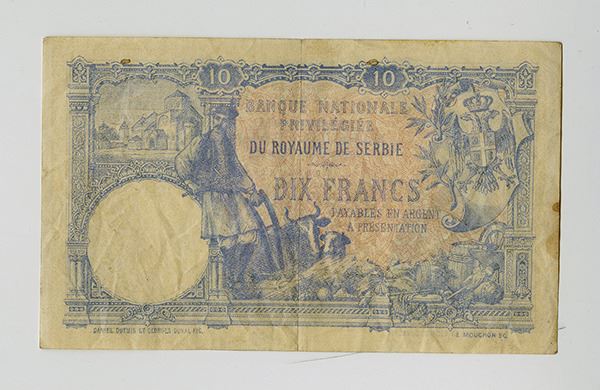 10 10
BANQUE NATIONALE
PRIVILÉGIÉE
DU ROYAUME DE SERBIE
DIX FRANCS
PAYABLES EN ARGENT
À PRÉSENTATION
DANIEL DUPUIS ET GEORGES DUVAL FEC.
E. MOUCHON SC.